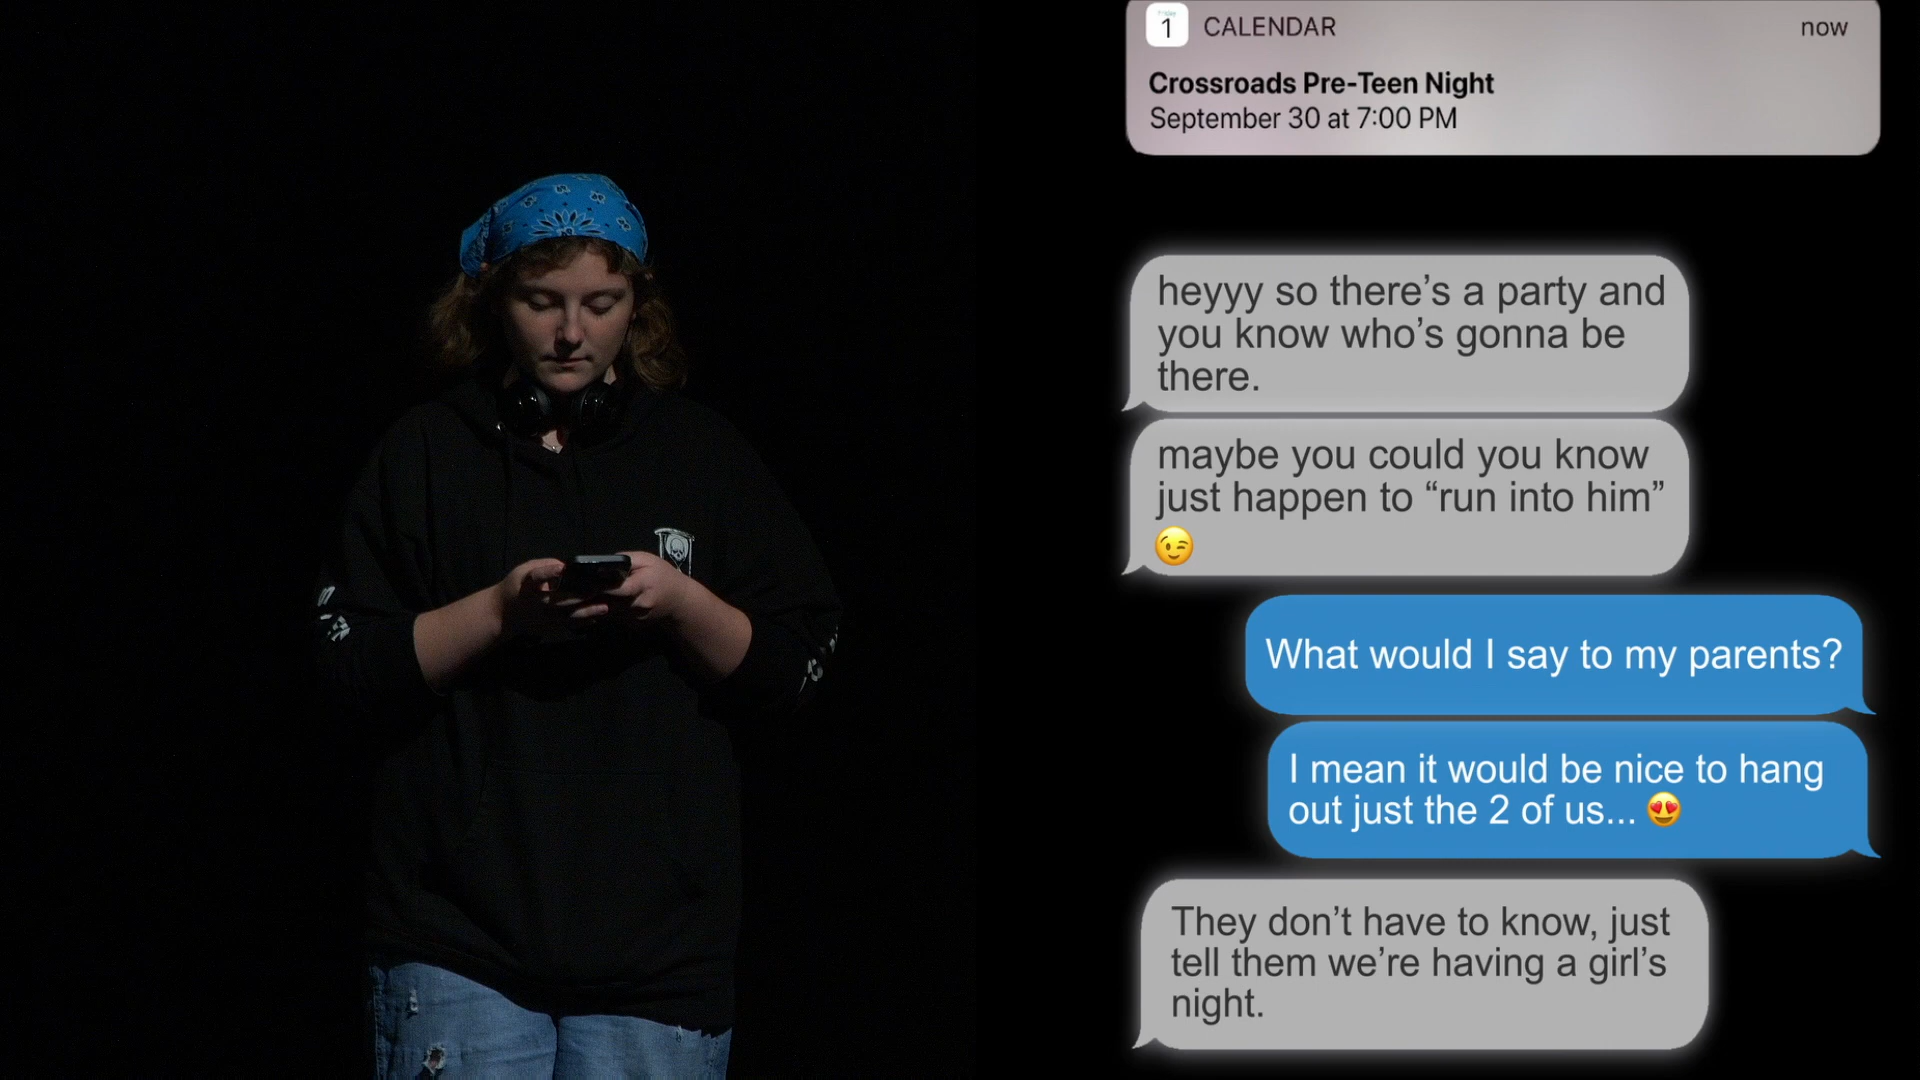 Friday
1
CALENDAR
now
Crossroads Pre-Teen Night
September 30 at 7:00 PM
heyyy so there’s a party and
you know who’s gonna be
there.
maybe you could you know
just happen to “run into him”
😉
What would I say to my parents?
I mean it would be nice to hang
out just the 2 of us... 😍
They don’t have to know, just
tell them we’re having a girl’s
night.